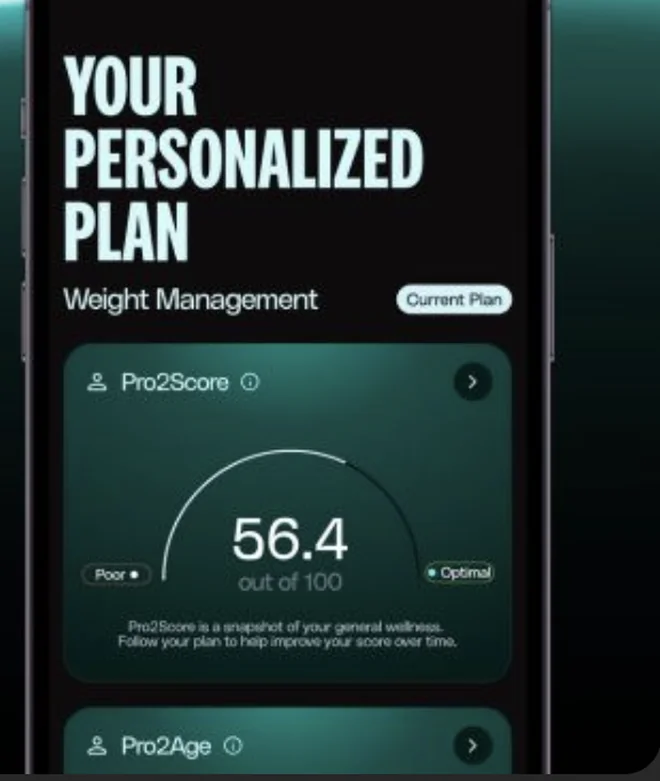 YOUR
PERSONALIZED
PLAN
Weight Management
Current Plan
Pro2Score
56.4
out of 100
Poor
Optimal
Pro2Score is a snapshot of your general wellness.
Follow your plan to help improve your score over time.
Pro2Age